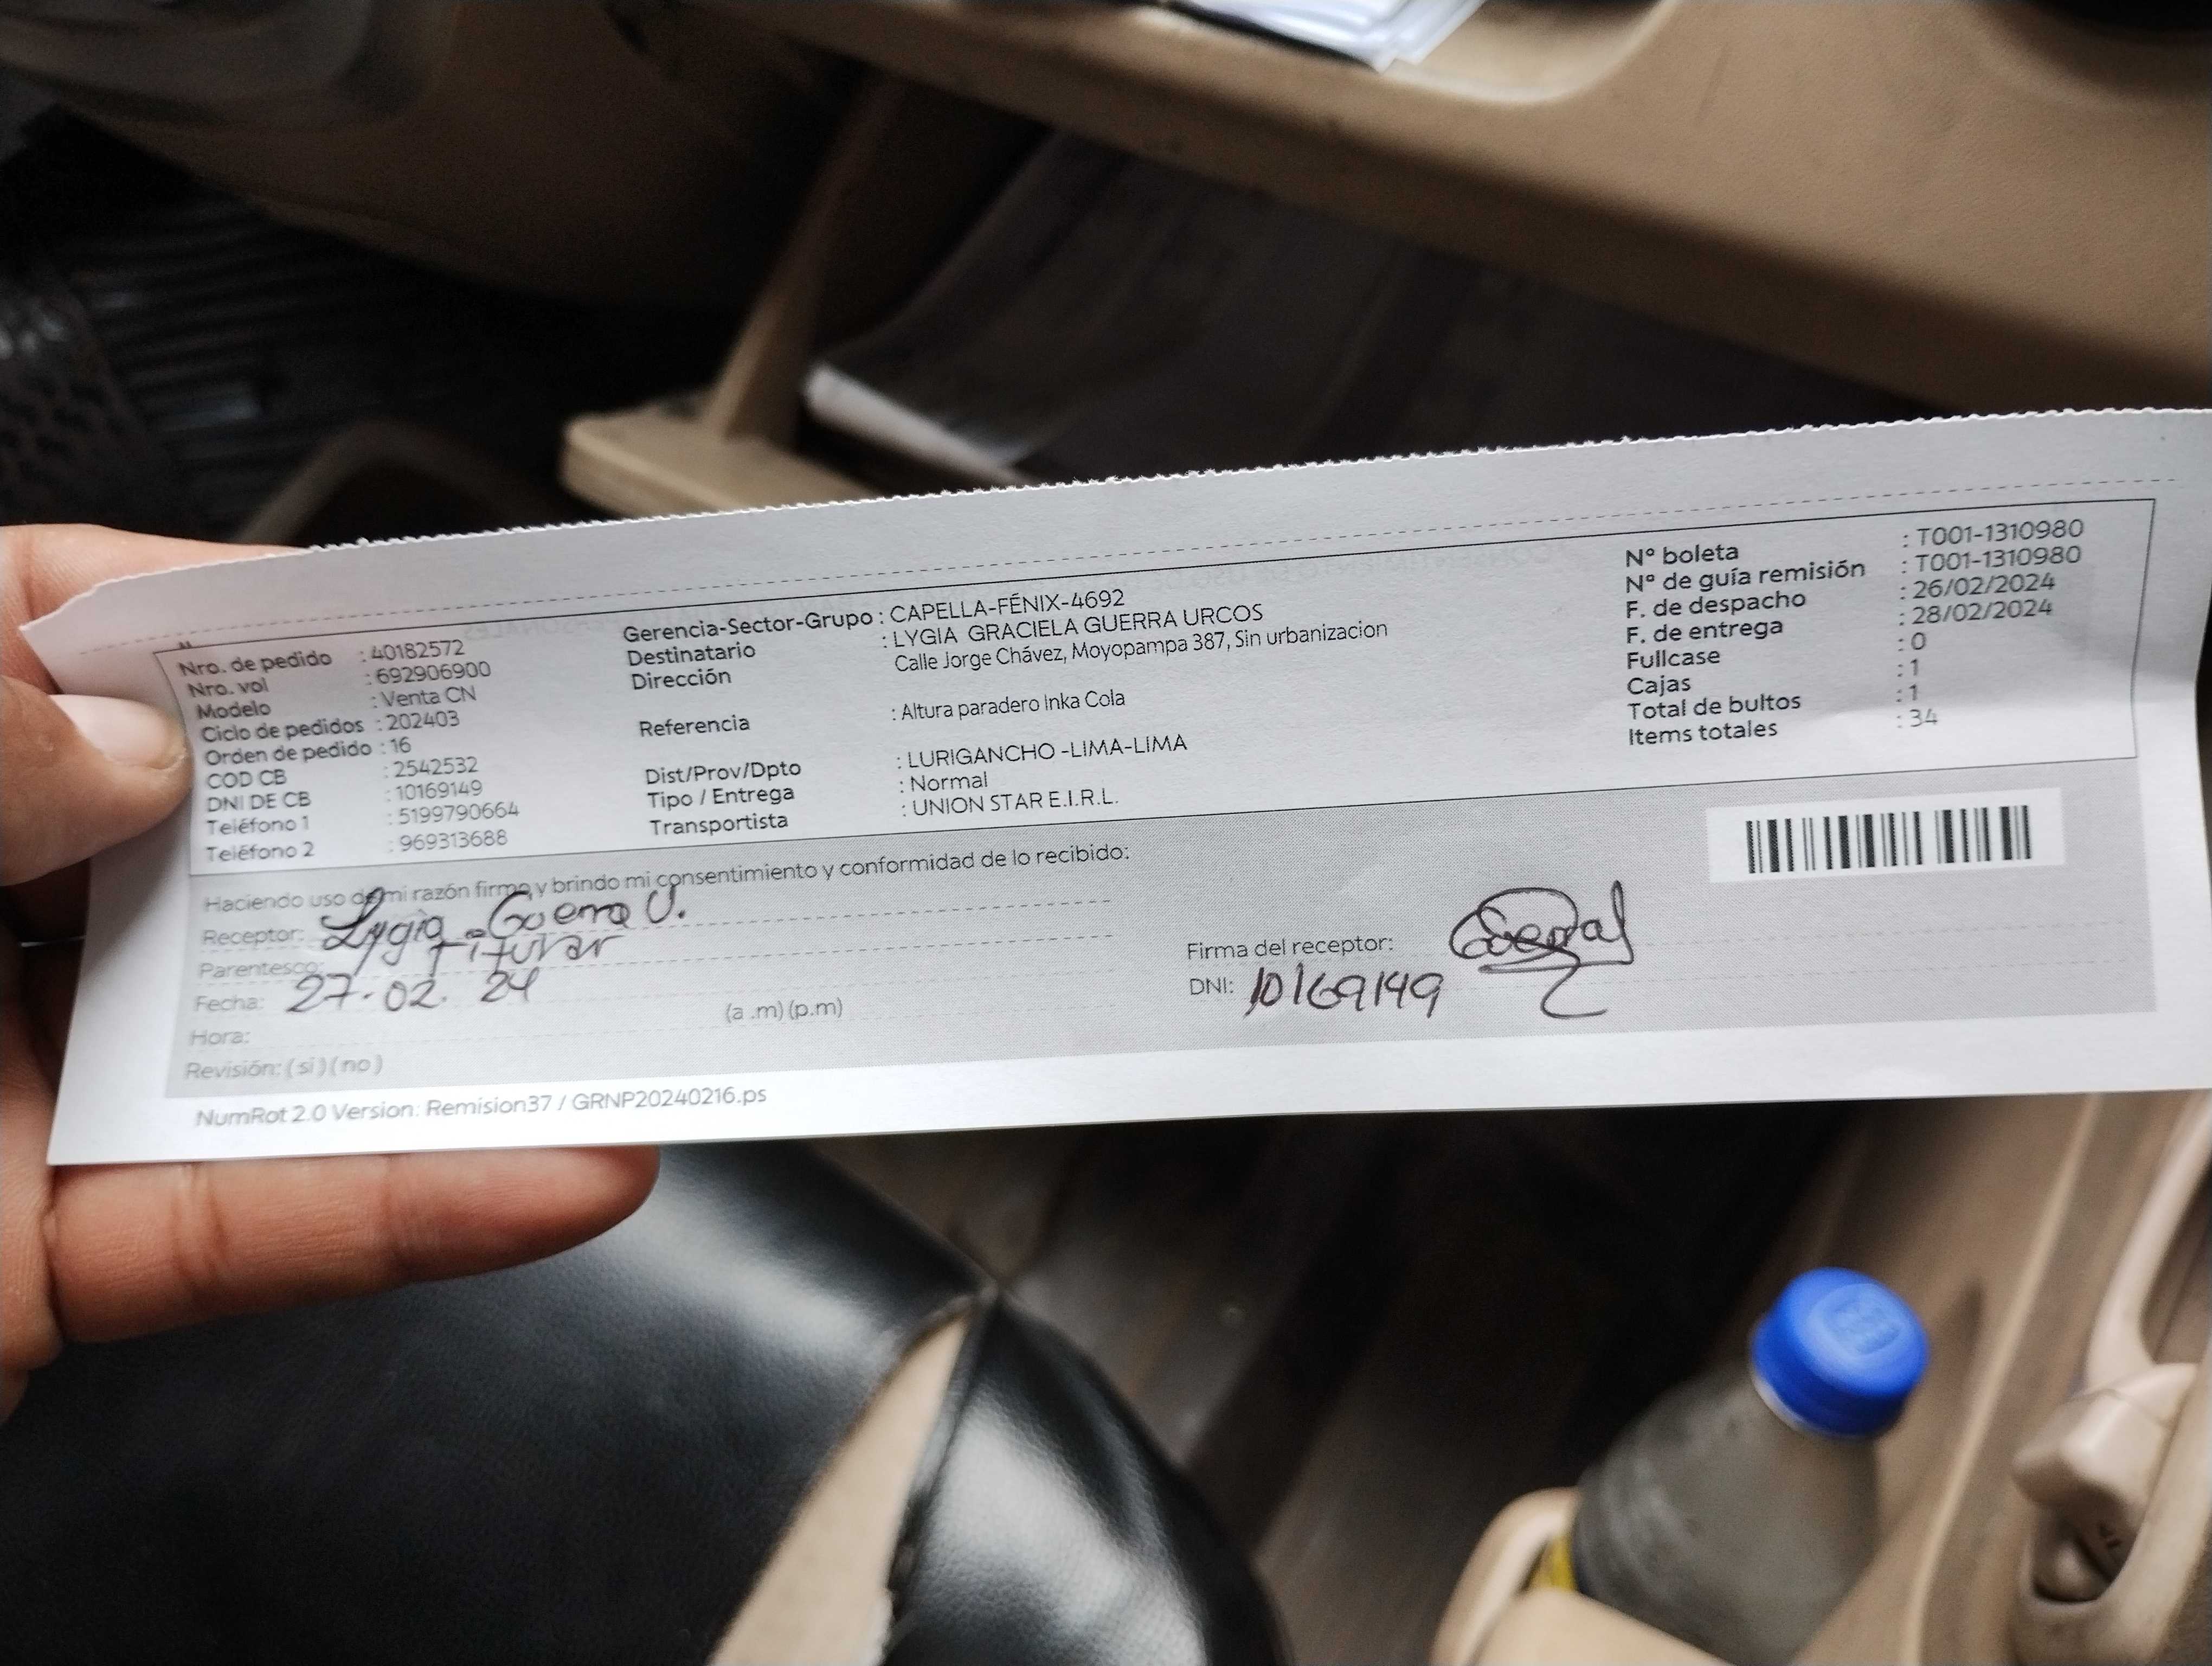 Nro. de pedido : 40182572
Nro. vol : 692906900
Modelo : Venta CN
Ciclo de pedidos : 202403
Orden de pedido : 16
COD CB : 2542532
DNI DE CB : 10169149
Teléfono 1 : 5199790664
Teléfono 2 : 969313688
Gerencia-Sector-Grupo : CAPELLA-FÉNIX-4692
Destinatario : LYGIA GRACIELA GUERRA URCOS
Dirección Calle Jorge Chávez, Moyopampa 387, Sin urbanizacion
Referencia : Altura paradero Inka Cola
Dist/Prov/Dpto : LURIGANCHO -LIMA-LIMA
Tipo / Entrega : Normal
Transportista : UNION STAR E.I.R.L.
Nº boleta : T001-1310980
Nº de guía remisión : T001-1310980
F. de despacho : 26/02/2024
F. de entrega : 28/02/2024
Fullcase : 0
Cajas : 1
Total de bultos : 1
Items totales : 34
Haciendo uso de mi razón firmo y brindo mi consentimiento y conformidad de lo recibido:
Receptor: Lygia Guerra U.
Parentesco: Titular
Fecha: 27.02.24
Hora: (a .m) (p.m)
Revisión: ( si ) ( no )
Firma del receptor:
DNI: 10169149
NumRot 2.0 Version: Remision37 / GRNP20240216.ps